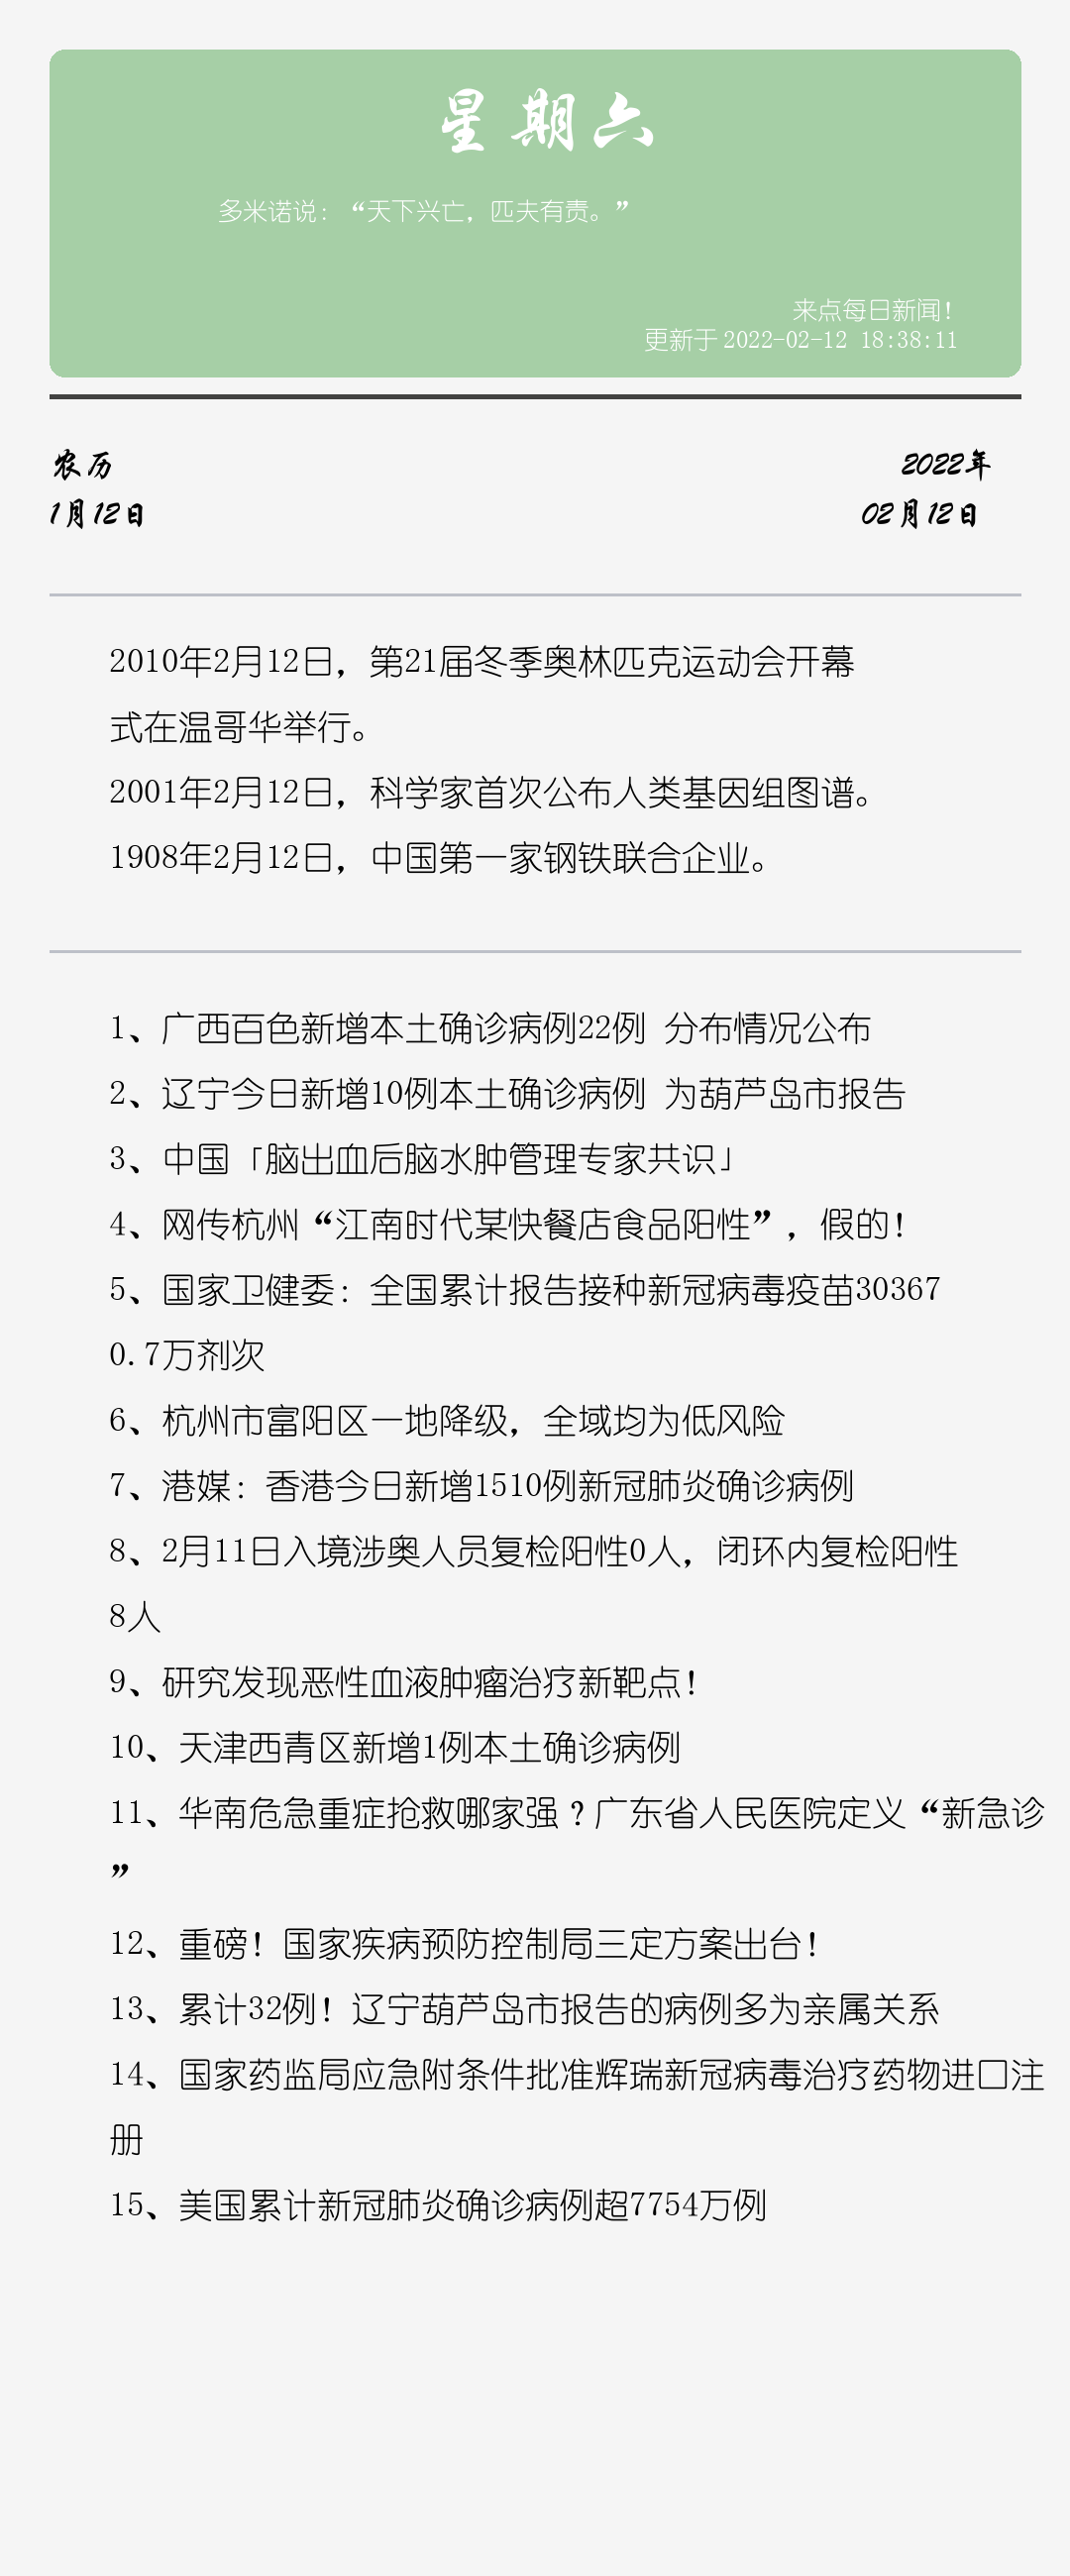 星期六
多米诺说：“天下兴亡，匹夫有责。”
来点每日新闻！
更新于 2022-02-12 18:38:11
农历
2022年
1月12日
02月12日
2010年2月12日，第21届冬季奥林匹克运动会开幕
式在温哥华举行。
2001年2月12日，科学家首次公布人类基因组图谱。
1908年2月12日，中国第一家钢铁联合企业。
1、广西百色新增本土确诊病例22例 分布情况公布
2、辽宁今日新增10例本土确诊病例 为葫芦岛市报告
3、中国「脑出血后脑水肿管理专家共识」
4、网传杭州“江南时代某快餐店食品阳性”，假的！
5、国家卫健委：全国累计报告接种新冠病毒疫苗30367
0.7万剂次
6、杭州市富阳区一地降级，全域均为低风险
7、港媒：香港今日新增1510例新冠肺炎确诊病例
8、2月11日入境涉奥人员复检阳性0人，闭环内复检阳性
8人
9、研究发现恶性血液肿瘤治疗新靶点！
10、天津西青区新增1例本土确诊病例
11、华南危急重症抢救哪家强？广东省人民医院定义“新急诊
”
12、重磅！国家疾病预防控制局三定方案出台！
13、累计32例！辽宁葫芦岛市报告的病例多为亲属关系
14、国家药监局应急附条件批准辉瑞新冠病毒治疗药物进口注
册
15、美国累计新冠肺炎确诊病例超7754万例